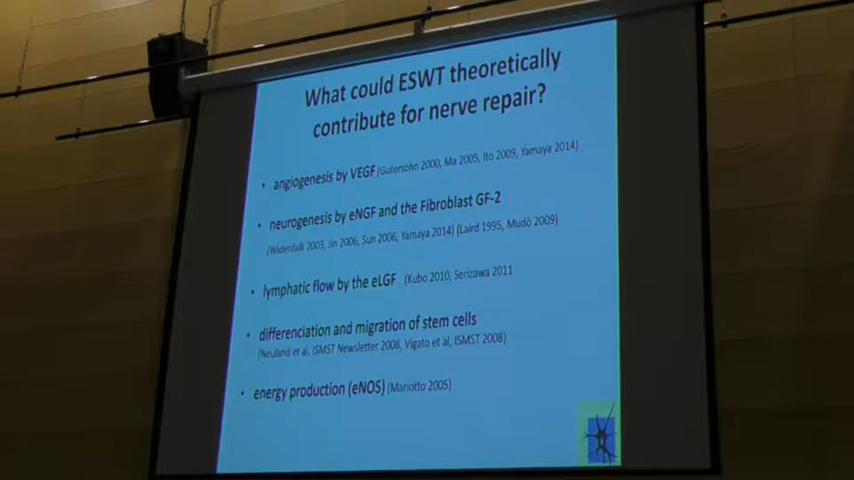 What could ESWT theoretically
contribute for nerve repair?
• angiogenesis by VEGF (Gutersohn 2000, Ma 2005, Ito 2009, Yamaya 2014)
• neurogenesis by eNGF and the Fibroblast GF-2
(Widenfalk 2003, Jin 2006, Sun 2006, Yamaya 2014) (Laird 1995, Mudò 2009)
• lymphatic flow by the eLGF (Kubo 2010, Serizawa 2011
• differenciation and migration of stem cells
(Neuland et al, ISMST Newsletter 2008, Vigato et al, ISMST 2008)
• energy production (eNOS) (Mariotto 2005)